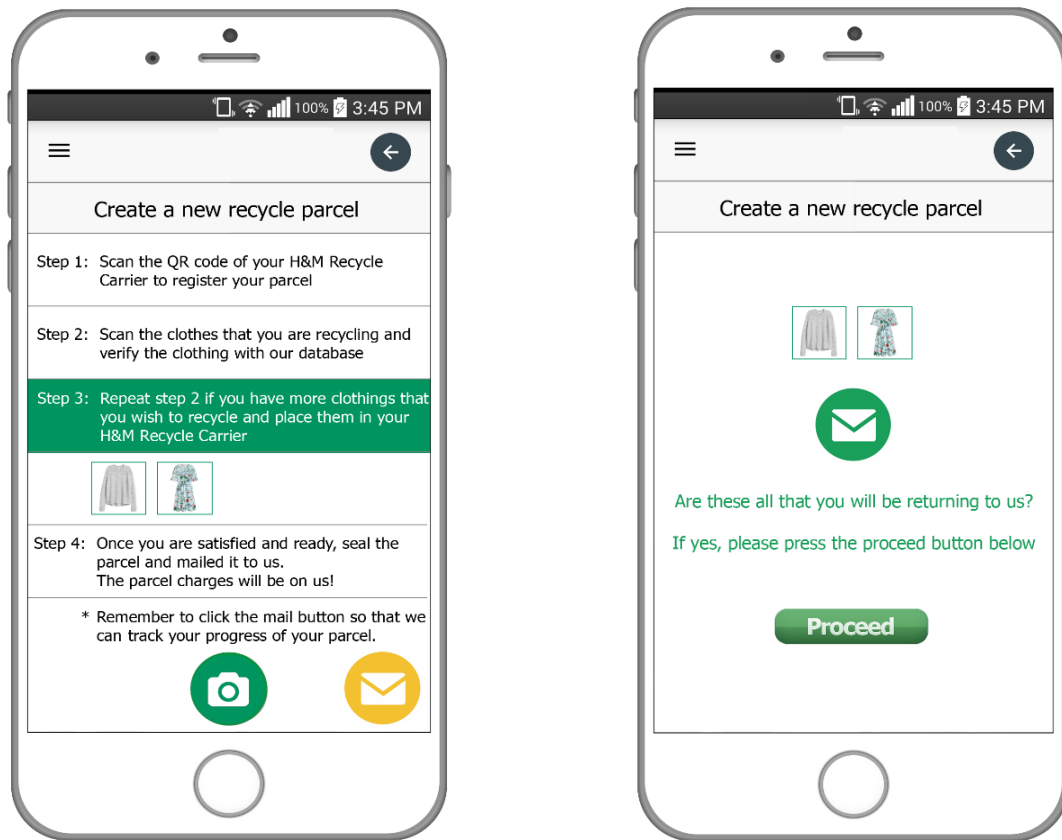 100% 3:45 PM
Create a new recycle parcel
Step 1: Scan the QR code of your H&M Recycle
Carrier to register your parcel
Step 2: Scan the clothes that you are recycling and
verify the clothing with our database
Step 3: Repeat step 2 if you have more clothings that
you wish to recycle and place them in your
H&M Recycle Carrier
Step 4: Once you are satisfied and ready, seal the
parcel and mailed it to us.
The parcel charges will be on us!
* Remember to click the mail button so that we
can track your progress of your parcel.
100% 3:45 PM
Create a new recycle parcel
Are these all that you will be returning to us?
If yes, please press the proceed button below
Proceed